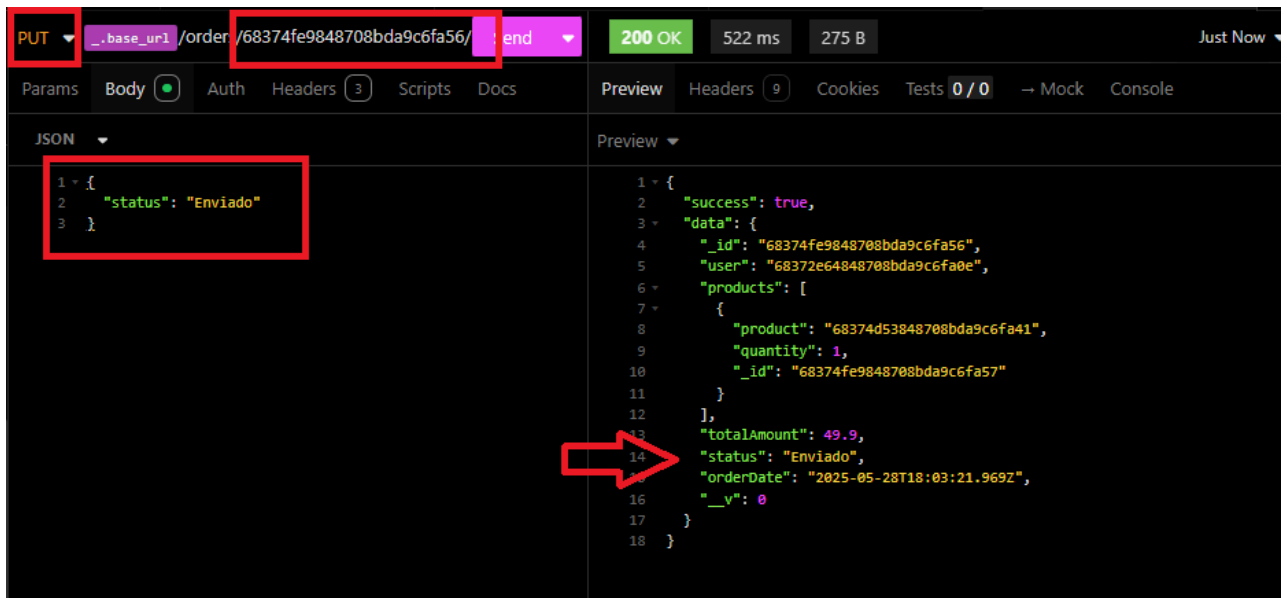 PUT _.base_url /order /68374fe9848708bda9c6fa56/ end
200 OK 522 ms 275 B Just Now
Params Body Auth Headers 3 Scripts Docs
Preview Headers 9 Cookies Tests 0 / 0 → Mock Console
JSON
Preview
1 {
2 "status": "Enviado"
3 }
1 {
2 "success": true,
3 "data": {
4 "_id": "68374fe9848708bda9c6fa56",
5 "user": "68372e64848708bda9c6fa0e",
6 "products": [
7 {
8 "product": "68374d53848708bda9c6fa41",
9 "quantity": 1,
10 "_id": "68374fe9848708bda9c6fa57"
11 }
12 ],
13 "totalAmount": 49.9,
14 "status": "Enviado",
15 "orderDate": "2025-05-28T18:03:21.969Z",
16 "__v": 0
17 }
18 }